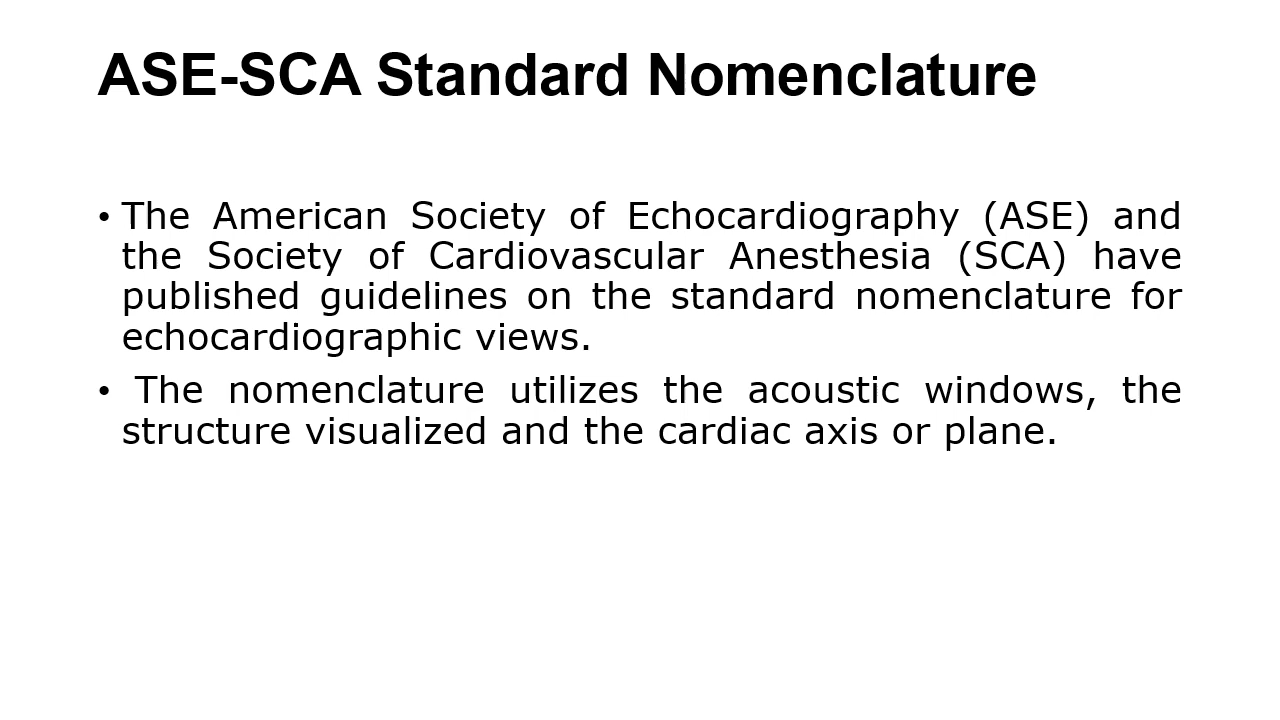 ASE-SCA Standard Nomenclature
• The American Society of Echocardiography (ASE) and
the Society of Cardiovascular Anesthesia (SCA) have
published guidelines on the standard nomenclature for
echocardiographic views.
• The nomenclature utilizes the acoustic windows, the
structure visualized and the cardiac axis or plane.